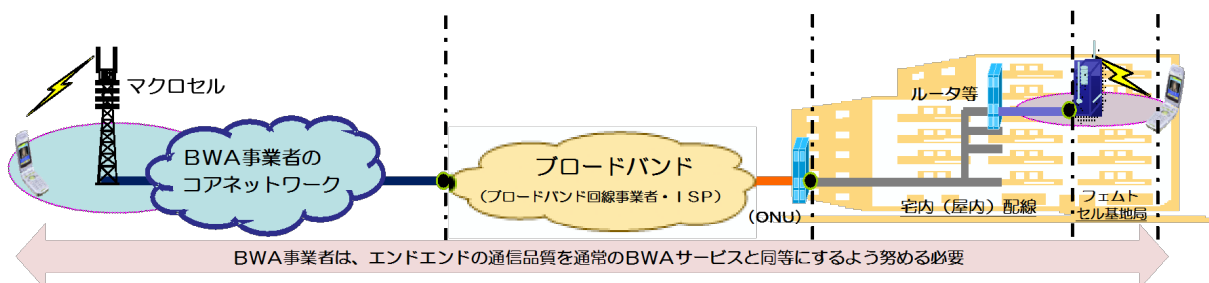 マクロセル
BWA事業者の
コアネットワーク
ブロードバンド
(ブロードバンド回線事業者・ISP)
(ONU)
ルータ等
宅内(屋内)配線
フェムト
セル基地局
BWA事業者は、エンドエンドの通信品質を通常のBWAサービスと同等にするよう努める必要